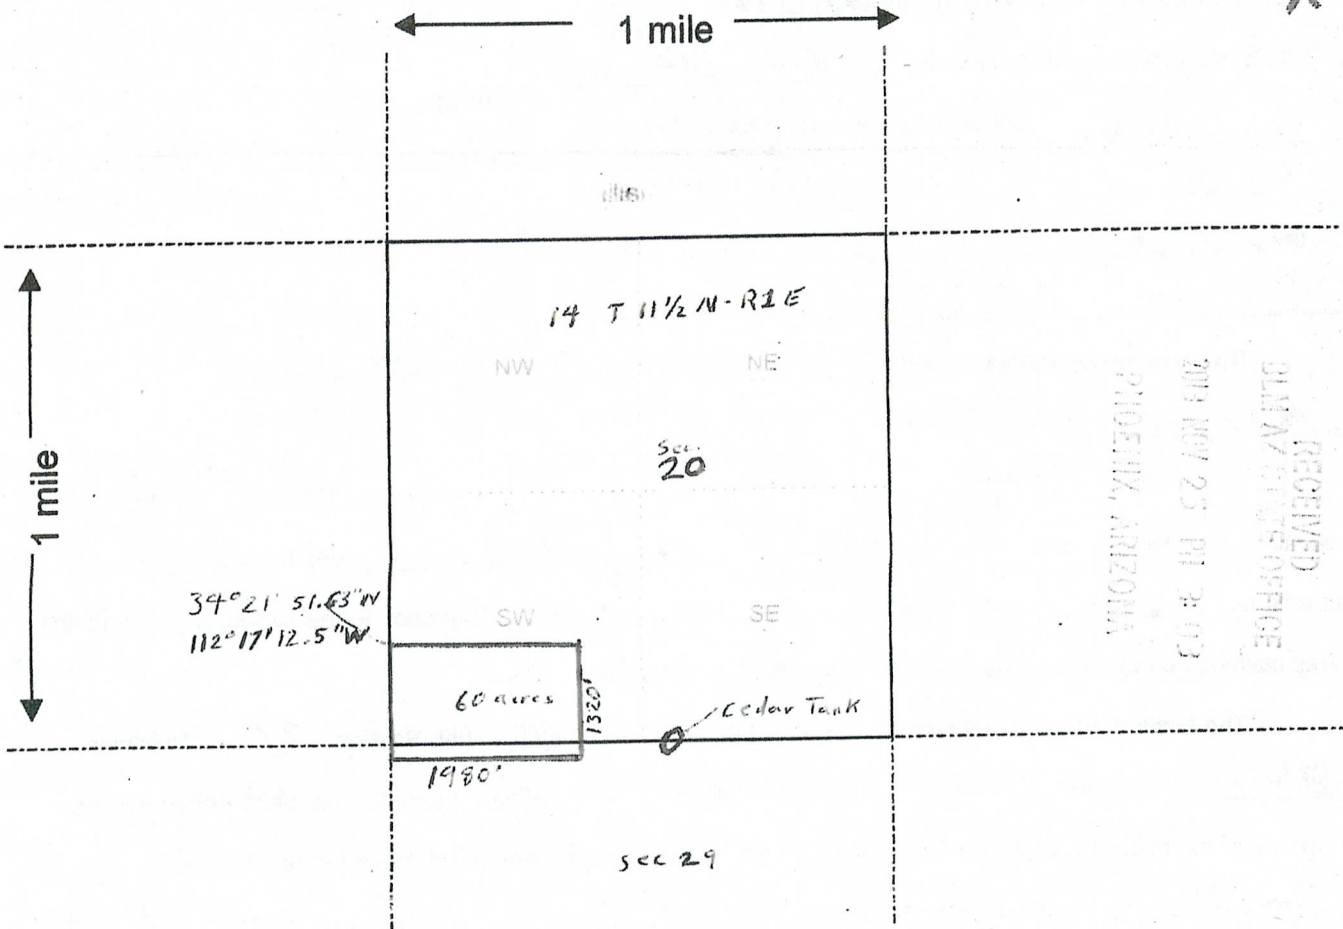 1 mile
14 T 11½ N - R1E
NW
NE
Sec.
20
1 mile
34°21' 51.63"N
112°17'12.5"W
SW
SE
60 acres
1320'
Cedar Tank
1980'
sec 29
RECEIVED
BLM AZ STATE OFFICE
NOV 25 PM 3:03
PHOENIX, ARIZONA